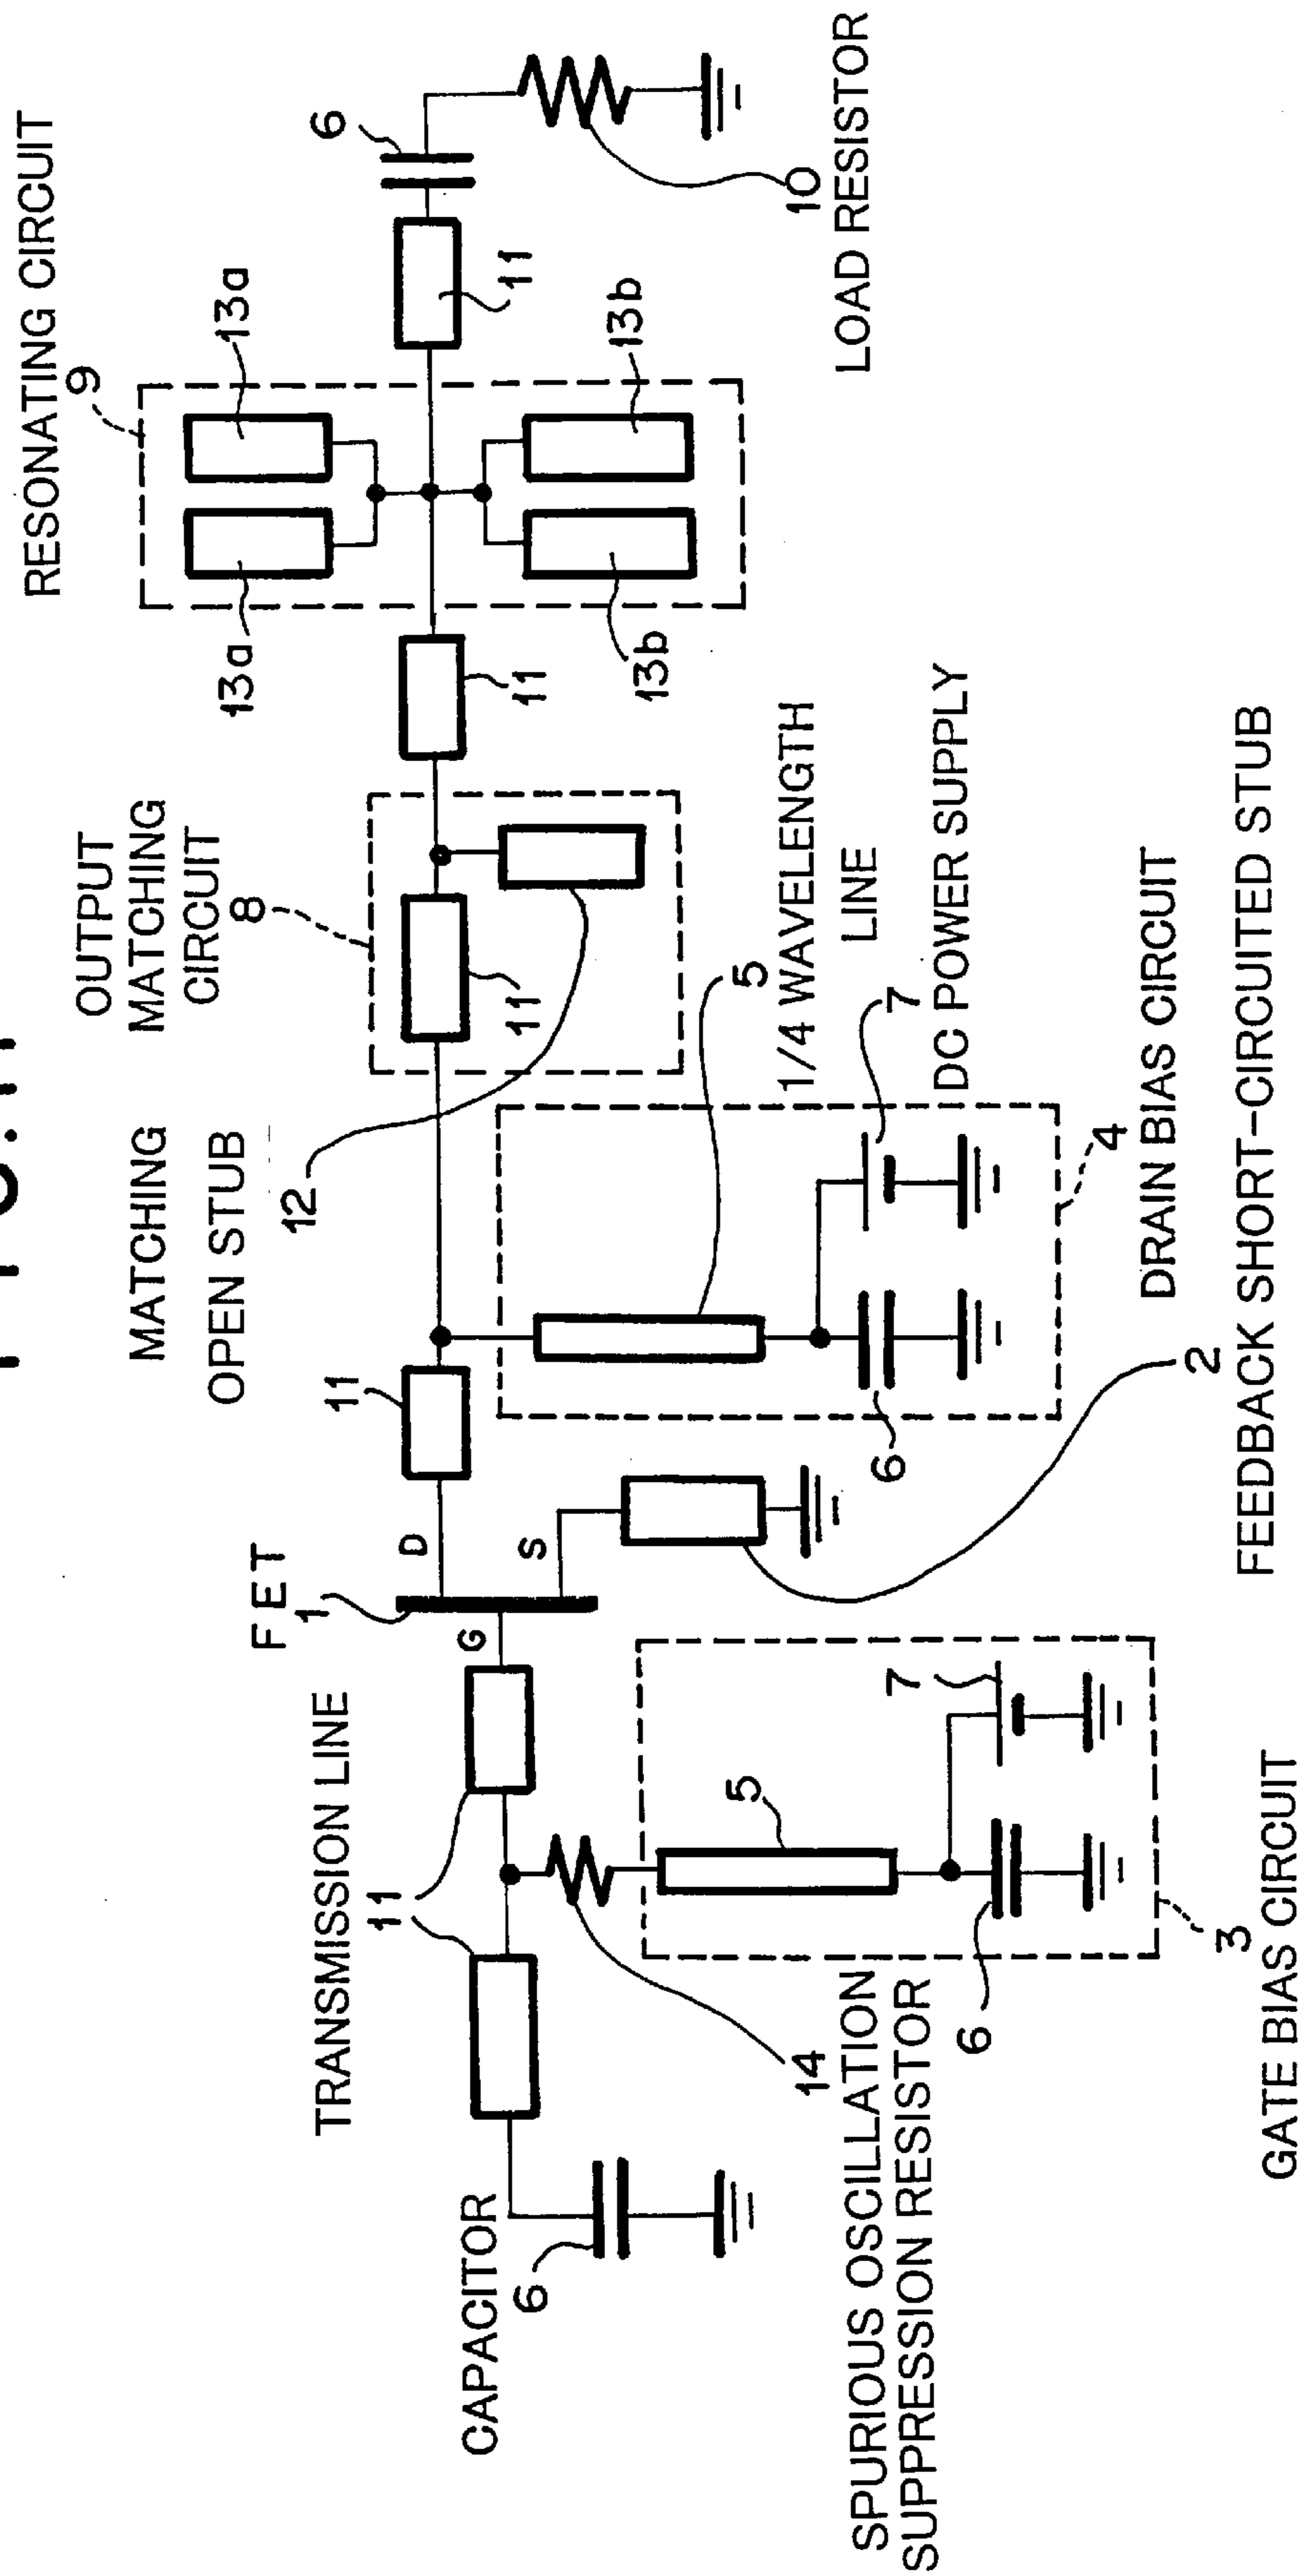 RESONATING CIRCUIT
9
13a
13a
13b
13b
6
11
10
LOAD RESISTOR
11
OUTPUT
MATCHING
CIRCUIT
8
11
MATCHING
OPEN STUB
12
5
1/4 WAVELENGTH
LINE
7
DC POWER SUPPLY
6
4
DRAIN BIAS CIRCUIT
2
FEEDBACK SHORT-CIRCUITED STUB
11
FET
1
D
S
G
TRANSMISSION LINE
11
5
7
6
3
GATE BIAS CIRCUIT
14
SPURIOUS OSCILLATION
SUPPRESSION RESISTOR
CAPACITOR
6